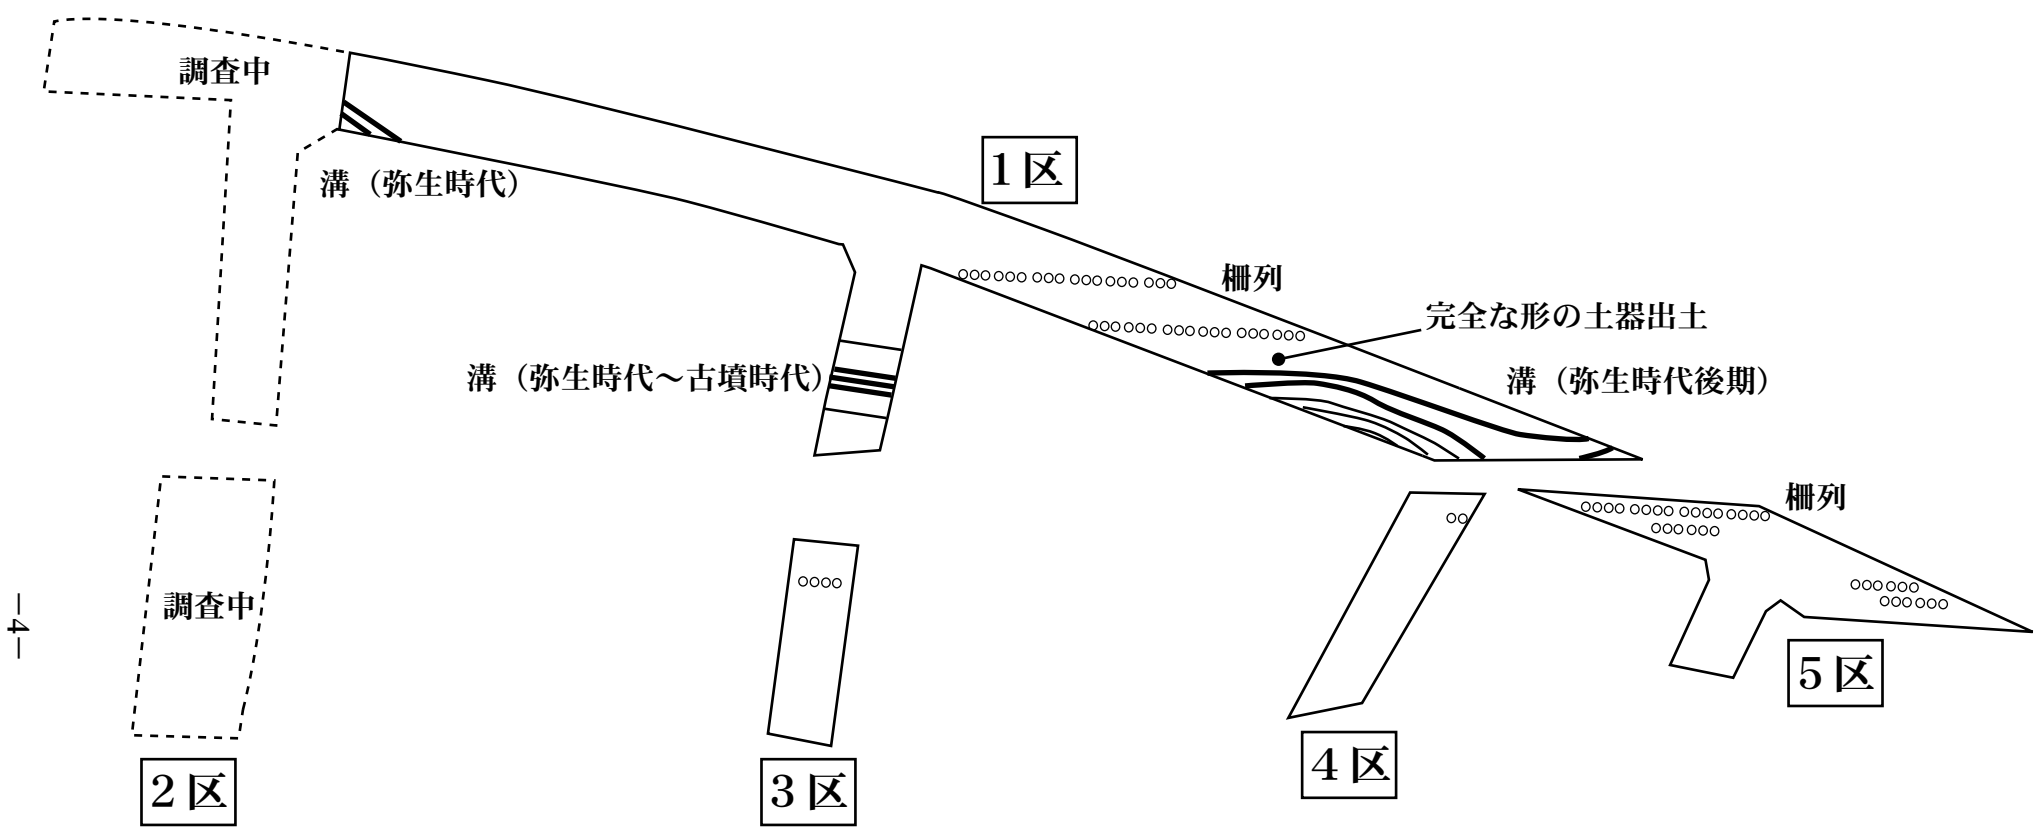 調査中
溝（弥生時代）
1区
柵列
完全な形の土器出土
溝（弥生時代～古墳時代）
溝（弥生時代後期）
柵列
調査中
―4―
2区
3区
4区
5区